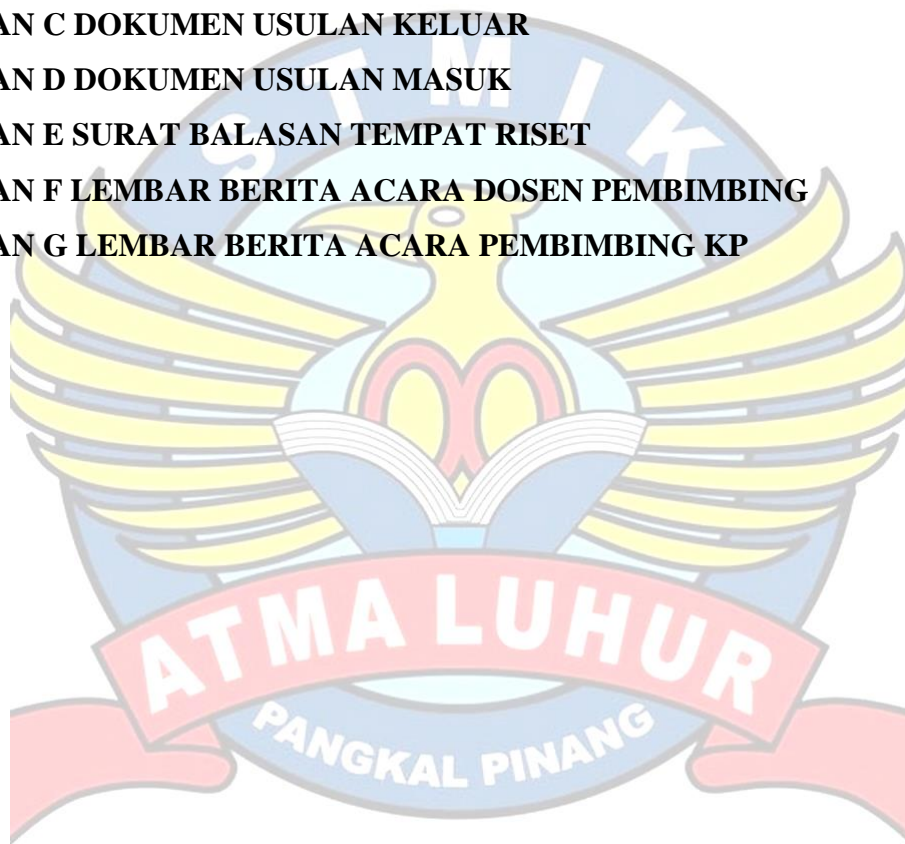 AN C DOKUMEN USULAN KELUAR
AN D DOKUMEN USULAN MASUK
AN E SURAT BALASAN TEMPAT RISET
AN F LEMBAR BERITA ACARA DOSEN PEMBIMBING
AN G LEMBAR BERITA ACARA PEMBIMBING KP
STMIK
ATMA LUHUR
PANGKAL PINANG